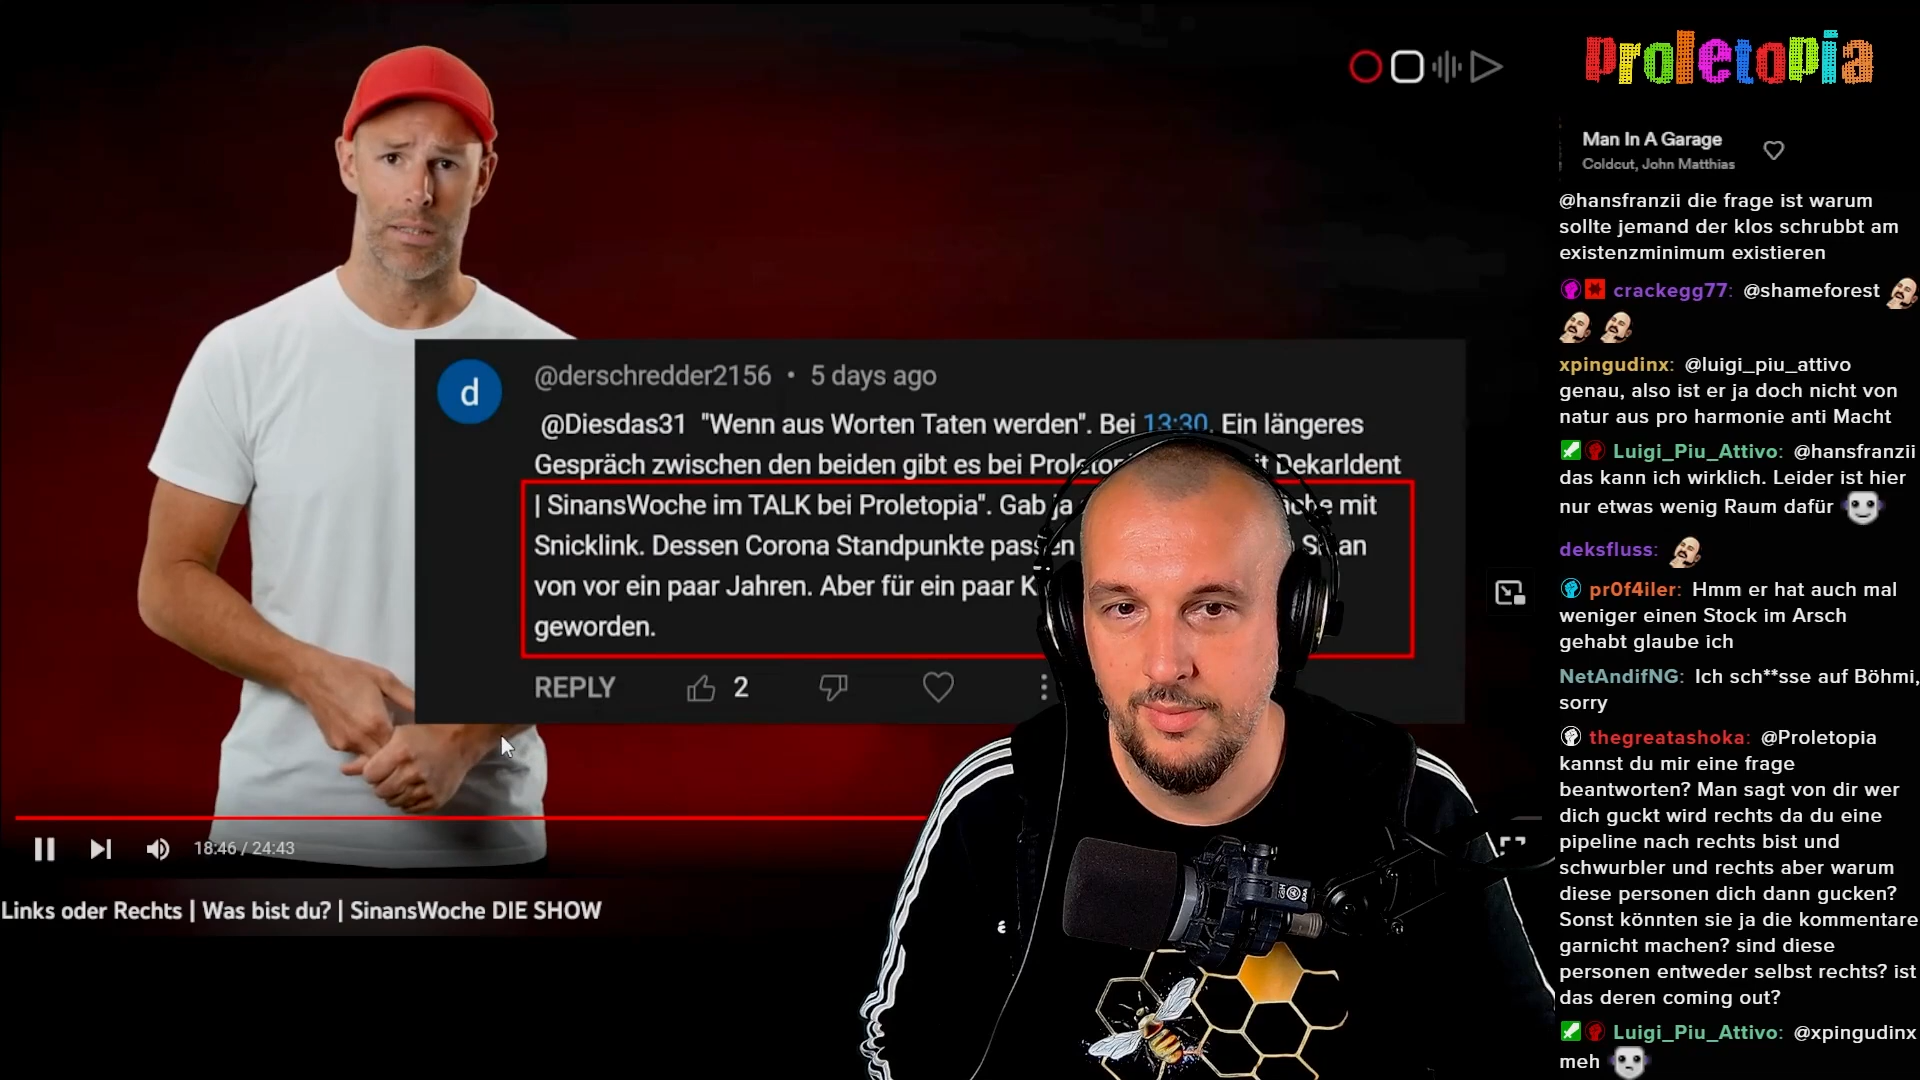 Proletopia
Man In A Garage
Coldcut, John Matthias
@hansfranzii die frage ist warum
sollte jemand der klos schrubbt am
existenzminimum existieren
crackegg77: @shameforest
xpingudinx: @luigi_piu_attivo
genau, also ist er ja doch nicht von
natur aus pro harmonie anti Macht
Luigi_Piu_Attivo: @hansfranzii
das kann ich wirklich. Leider ist hier
nur etwas wenig Raum dafür
deksfluss:
pr0f4iler: Hmm er hat auch mal
weniger einen Stock im Arsch
gehabt glaube ich
NetAndifNG: Ich sch**sse auf Böhmi,
sorry
thegreatashoka: @Proletopia
kannst du mir eine frage
beantworten? Man sagt von dir wer
dich guckt wird rechts da du eine
pipeline nach rechts bist und
schwurbler und rechts aber warum
diese personen dich dann gucken?
Sonst könnten sie ja die kommentare
garnicht machen? sind diese
personen entweder selbst rechts? ist
das deren coming out?
Luigi_Piu_Attivo: @xpingudinx
meh
d
@derschredder2156 • 5 days ago
@Diesdas31 "Wenn aus Worten Taten werden". Bei 13:30. Ein längeres
Gespräch zwischen den beiden gibt es bei Dekarldent
| SinansWoche im TALK bei Proletopia". Gab ja mit
Snicklink. Dessen Corona Standpunkte passen
von vor ein paar Jahren. Aber für ein paar
geworden.
REPLY 2
18:46 / 24:43
Links oder Rechts | Was bist du? | SinansWoche DIE SHOW